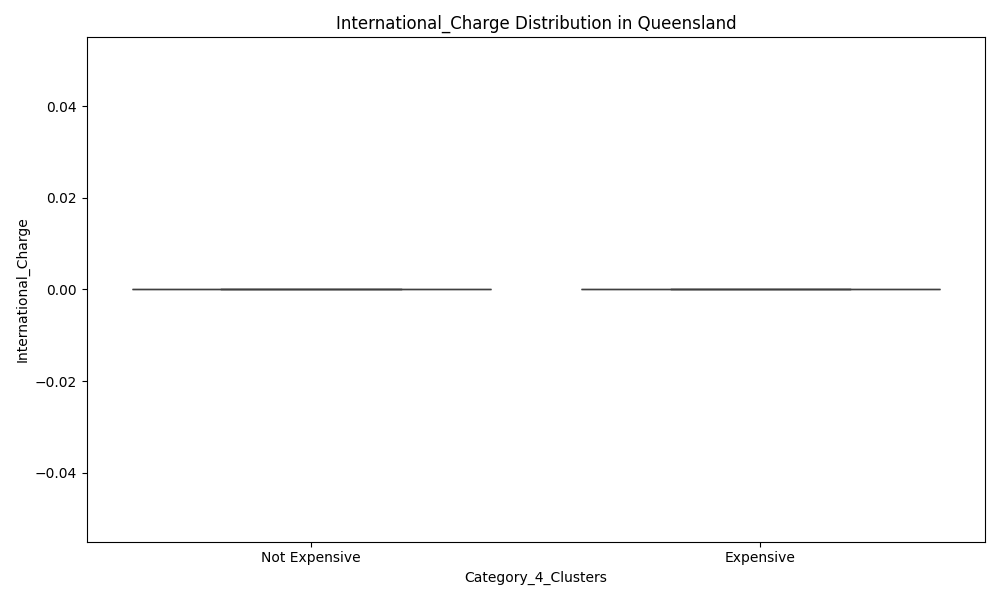 International_Charge Distribution in Queensland
International_Charge
0.04
0.02
0.00
−0.02
−0.04
Not Expensive
Expensive
Category_4_Clusters